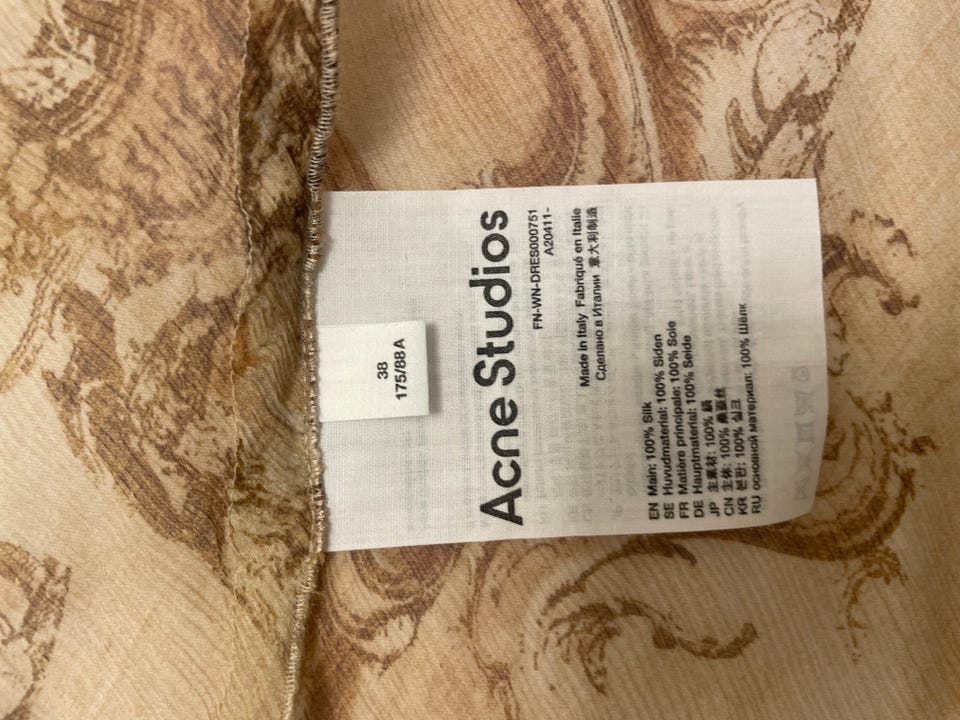 38
175/88A
Acne Studios
FN-WN-DRES000751
A20411-
Made in Italy Fabriqué en Italie
Сделано в Италии 意大利制造
EN Main: 100% Silk
SE Huvudmaterial: 100% Siden
FR Matière principale: 100% Soie
DE Hauptmaterial: 100% Seide
JP 主素材: 100% 絹
CN 主体: 100% 桑蚕丝
KR 본판: 100% 실크
RU основной материал: 100% Шёлк